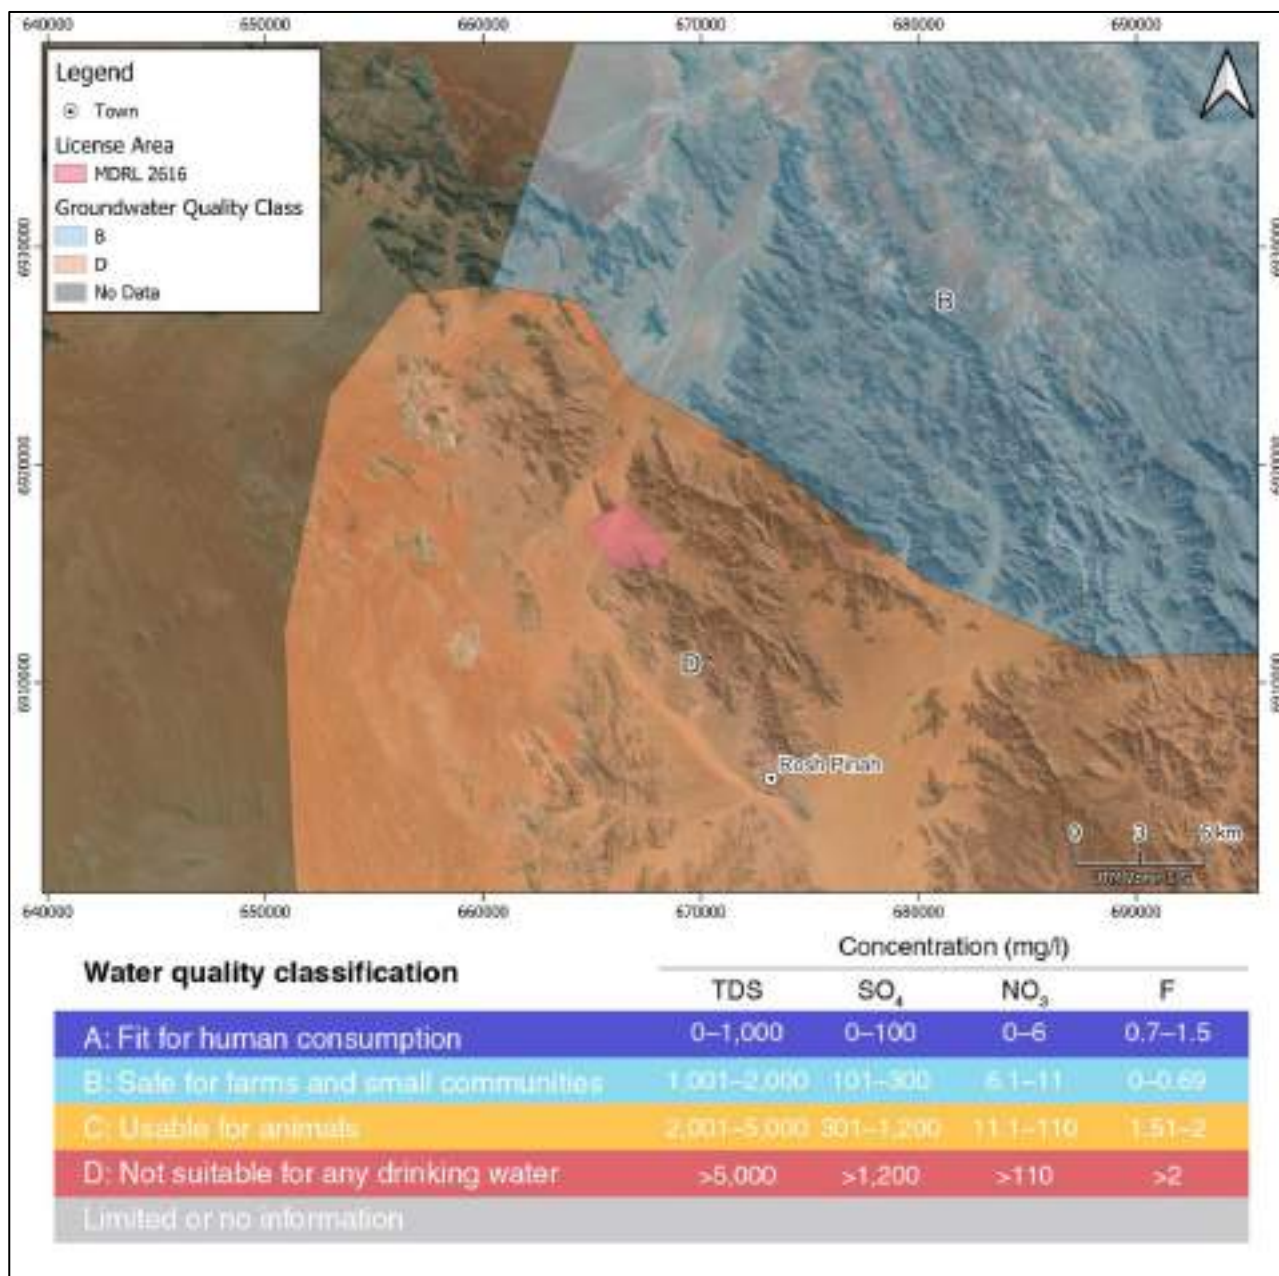 640000 650000 660000 670000 680000 690000
Legend
Town
License Area
MDRL 2616
Groundwater Quality Class
B
D
No Data
6930000
6920000
6910000
B
D
Rosh Pinah
0 3 6 km
640000 650000 660000 670000 680000 690000
Concentration (mg/l)
Water quality classification
TDS SO₄ NO₃ F
A: Fit for human consumption 0–1,000 0–100 0–6 0.7–1.5
B: Safe for farms and small communities 1,001–2,000 101–300 6.1–11 0–0.69
C: Usable for animals 2,001–5,000 301–1,200 11.1–110 1.51–2
D: Not suitable for any drinking water >5,000 >1,200 >110 >2
Limited or no information